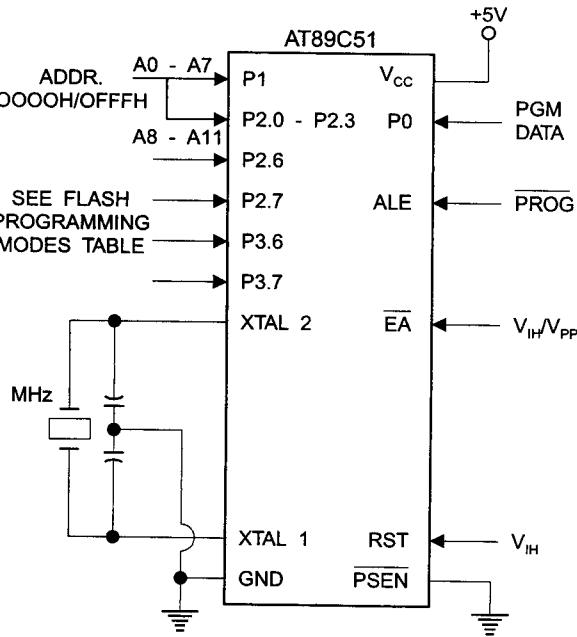 +5V
AT89C51
A0 - A7
ADDR.
OOOOH/OFFFH
P1
VCC
P2.0 - P2.3
P0
PGM
DATA
A8 - A11
P2.6
SEE FLASH
PROGRAMMING
MODES TABLE
P2.7
ALE
PROG
P3.6
P3.7
XTAL 2
EA
VIH/VPP
MHz
XTAL 1
RST
VIH
GND
PSEN